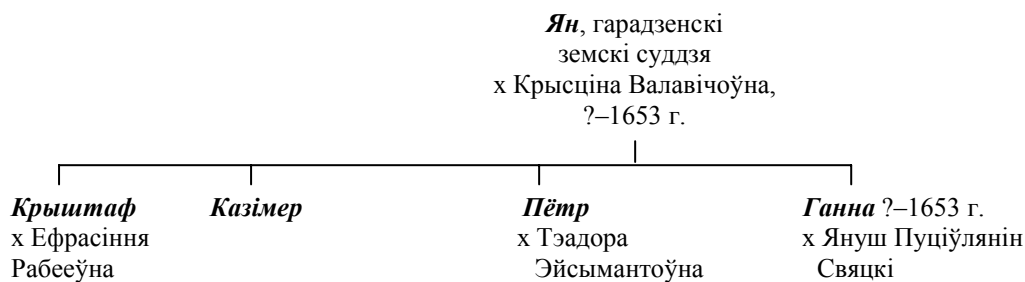 Ян, гарадзенскі
земскі суддзя
х Крысціна Валавічоўна,
?–1653 г.
Крыштаф
х Ефрасіння
Рабееўна
Казімер
Пётр
х Тэадора
Эйсымантоўна
Ганна ?–1653 г.
х Януш Пуціўлянін
Свяцкі